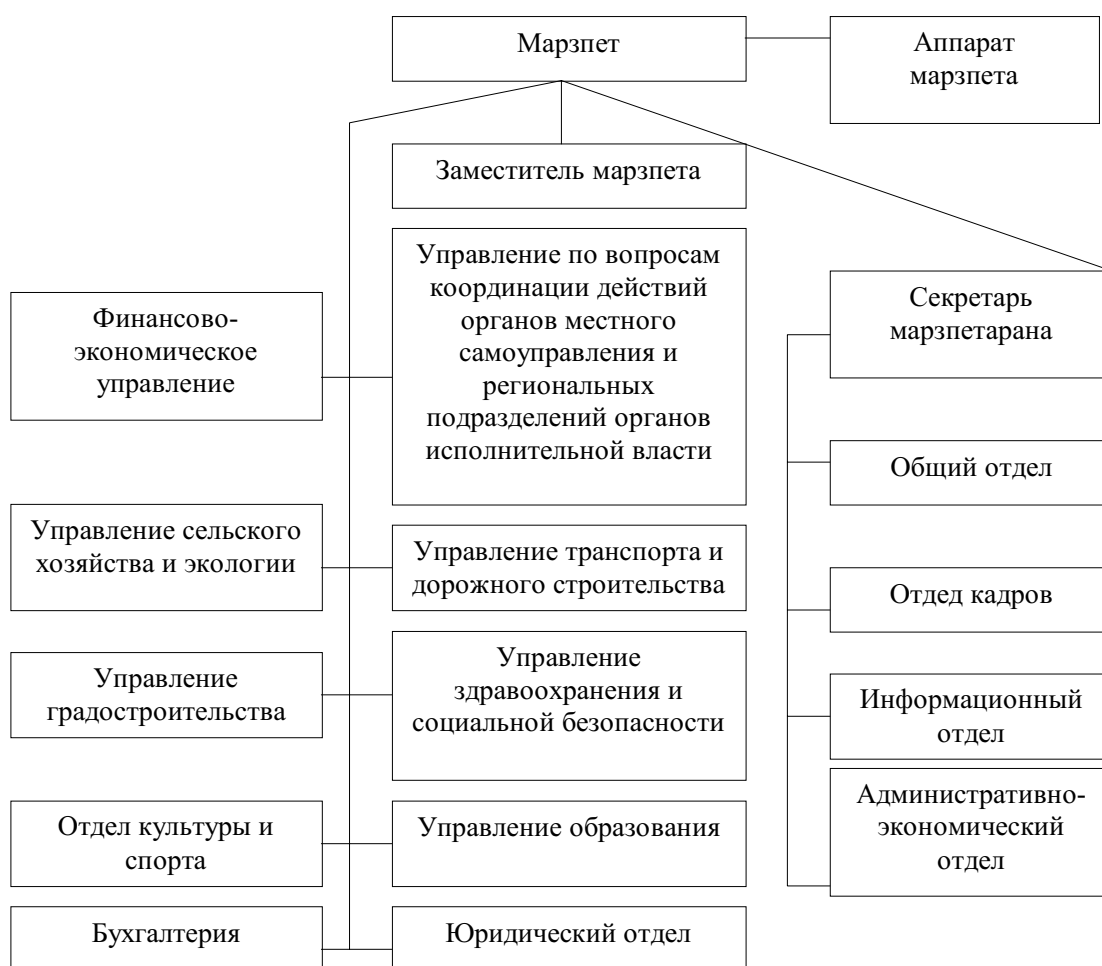 Марзпет
Аппарат
марзпета
Заместитель марзпета
Управление по вопросам
координации действий
органов местного
самоуправления и
региональных
подразделений органов
исполнительной власти
Финансово-
экономическое
управление
Секретарь
марзпетарана
Общий отдел
Управление сельского
хозяйства и экологии
Управление транспорта и
дорожного строительства
Отдед кадров
Управление
градостроительства
Управление
здравоохранения и
социальной безопасности
Информационный
отдел
Административно-
экономический
отдел
Отдел культуры и
спорта
Управление образования
Бухгалтерия
Юридический отдел